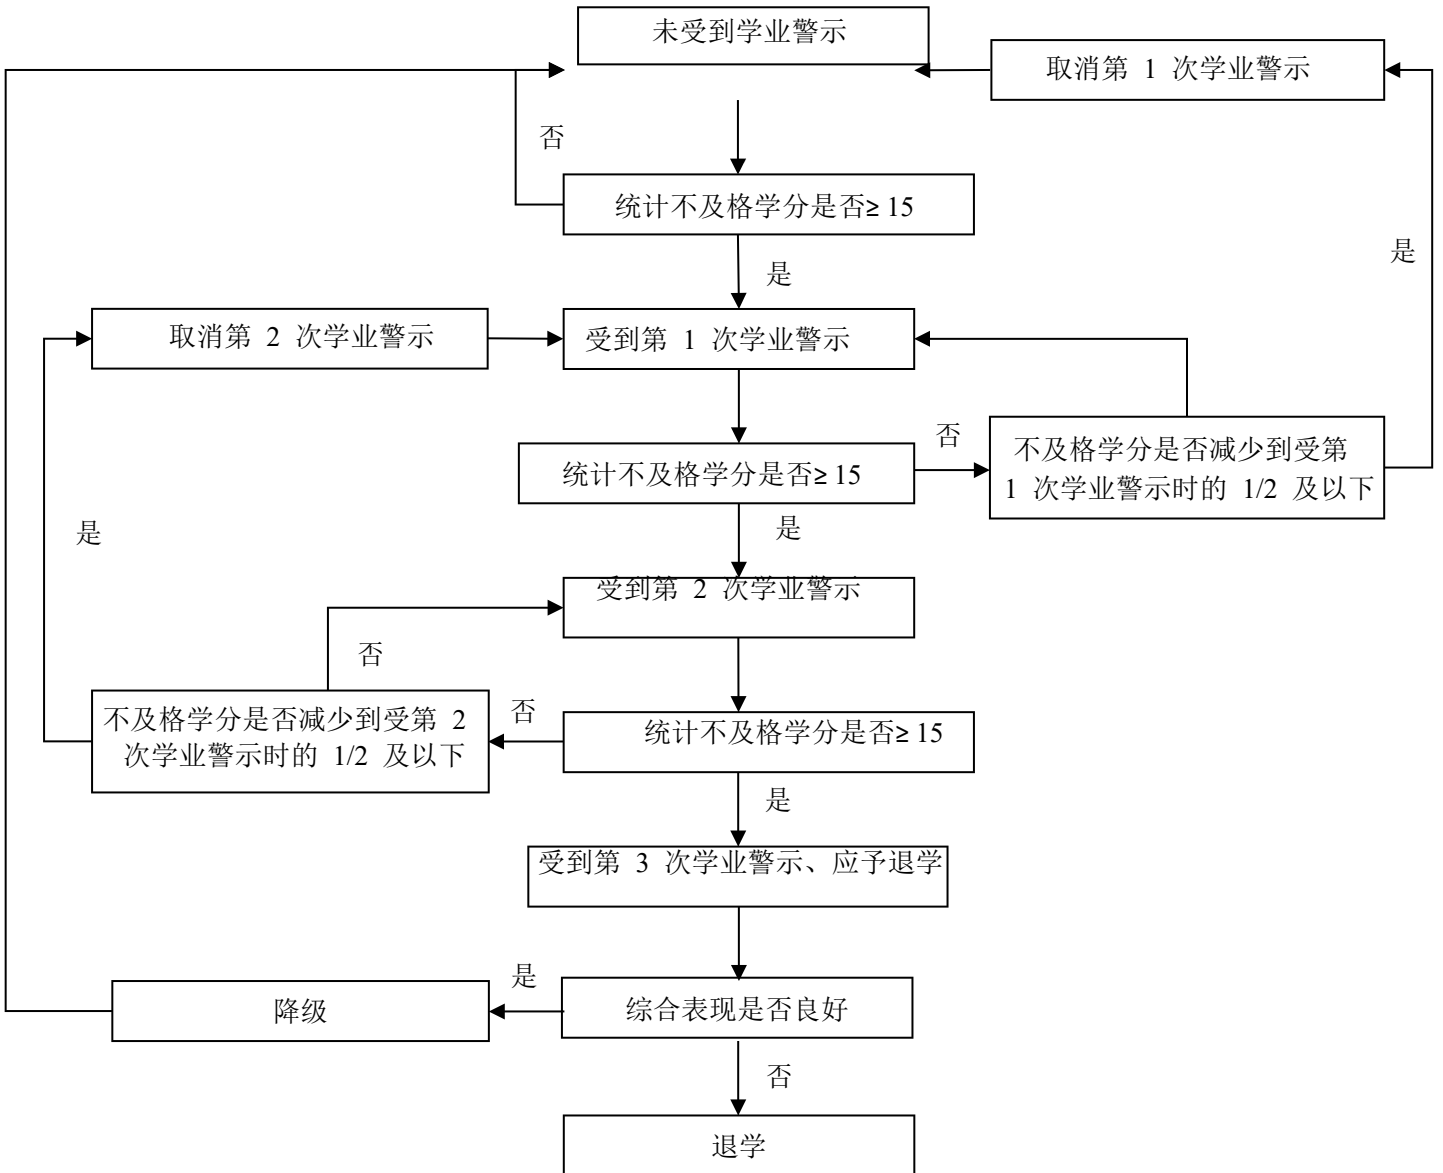 未受到学业警示
取消第 1 次学业警示
否
统计不及格学分是否≥ 15
是
是
取消第 2 次学业警示
受到第 1 次学业警示
否
统计不及格学分是否≥ 15
不及格学分是否减少到受第
1 次学业警示时的 1/2 及以下
是
是
受到第 2 次学业警示
否
不及格学分是否减少到受第 2
次学业警示时的 1/2 及以下
否
统计不及格学分是否≥ 15
是
受到第 3 次学业警示、应予退学
是
降级
综合表现是否良好
否
退学